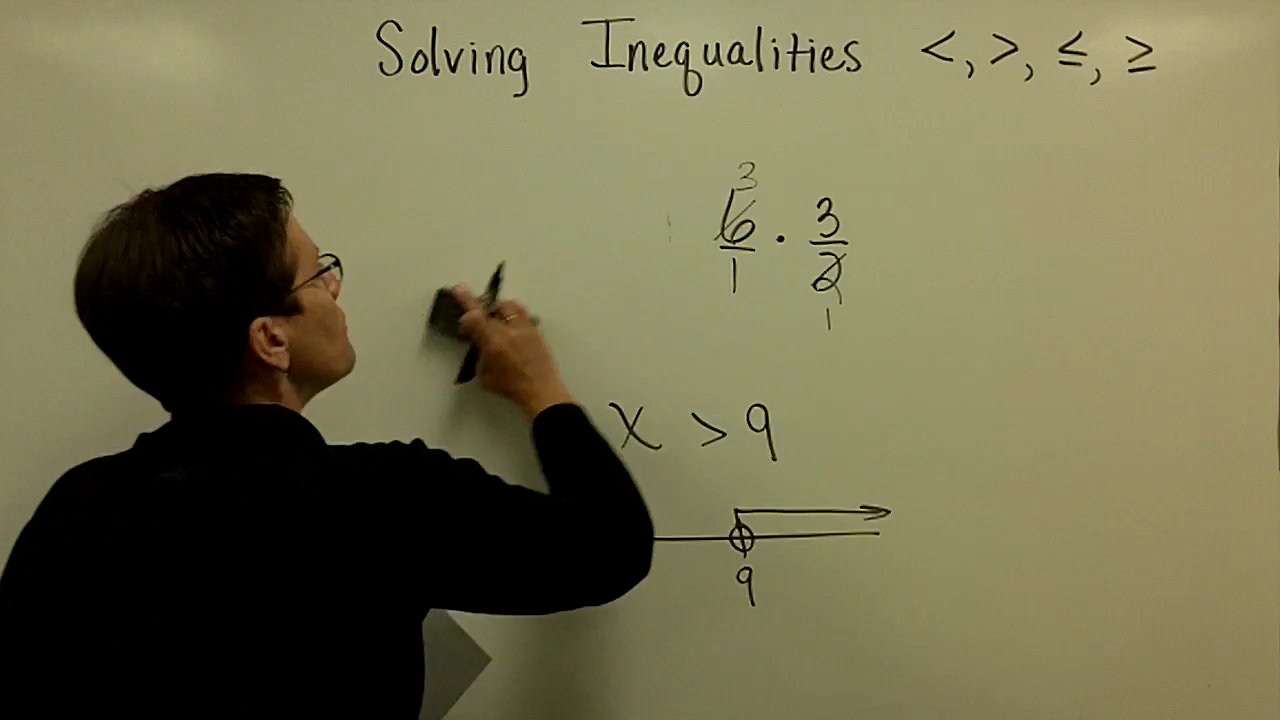 Solving Inequalities <, >, ≤, ≥
3
6/1 · 3/2
1
x > 9
9